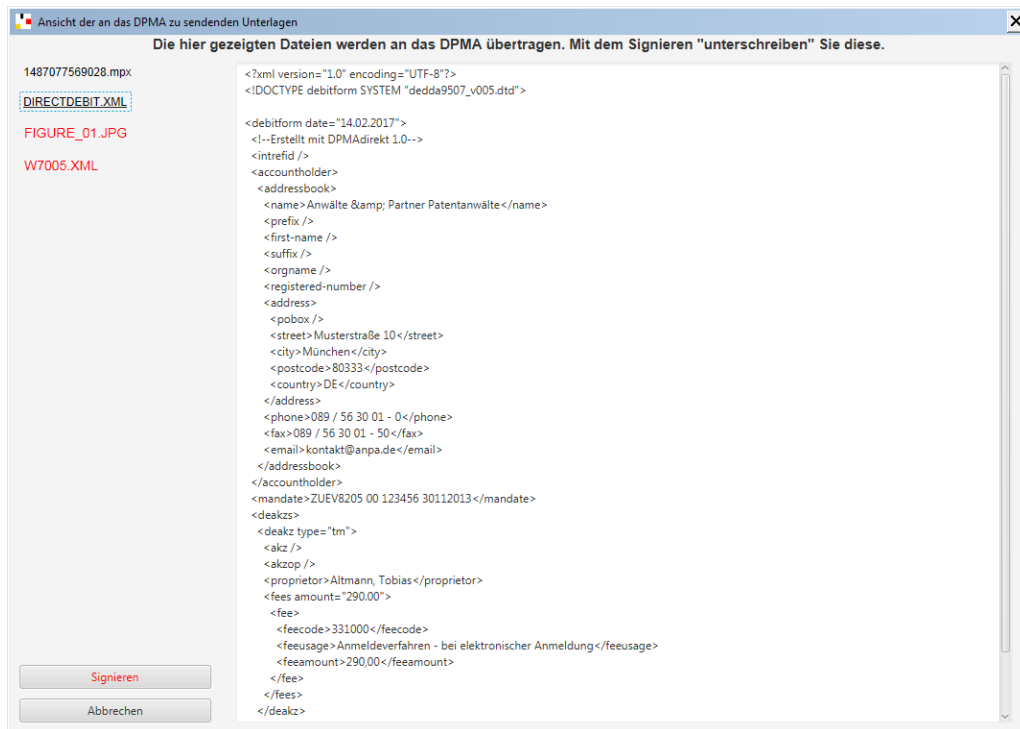 Ansicht der an das DPMA zu sendenden Unterlagen
Die hier gezeigten Dateien werden an das DPMA übertragen. Mit dem Signieren "unterschreiben" Sie diese.
1487077569028.mpx
DIRECTDEBIT.XML
FIGURE_01.JPG
W7005.XML
Signieren
Abbrechen
<?xml version="1.0" encoding="UTF-8"?>
<!DOCTYPE debitform SYSTEM "dedda9507_v005.dtd">
<debitform date="14.02.2017">
<!--Erstellt mit DPMAdirekt 1.0-->
<intrefid />
<accountholder>
<addressbook>
<name>Anwälte &amp; Partner Patentanwälte</name>
<prefix />
<first-name />
<suffix />
<orgname />
<registered-number />
<address>
<pobox />
<street>Musterstraße 10</street>
<city>München</city>
<postcode>80333</postcode>
<country>DE</country>
</address>
<phone>089 / 56 30 01 - 0</phone>
<fax>089 / 56 30 01 - 50</fax>
<email>kontakt@anpa.de</email>
</addressbook>
</accountholder>
<mandate>ZUEV8205 00 123456 30112013</mandate>
<deakzs>
<deakz type="tm">
<akz />
<akzop />
<proprietor>Altmann, Tobias</proprietor>
<fees amount="290.00">
<fee>
<feecode>331000</feecode>
<feeusage>Anmeldeverfahren - bei elektronischer Anmeldung</feeusage>
<feeamount>290,00</feeamount>
</fee>
</fees>
</deakz>